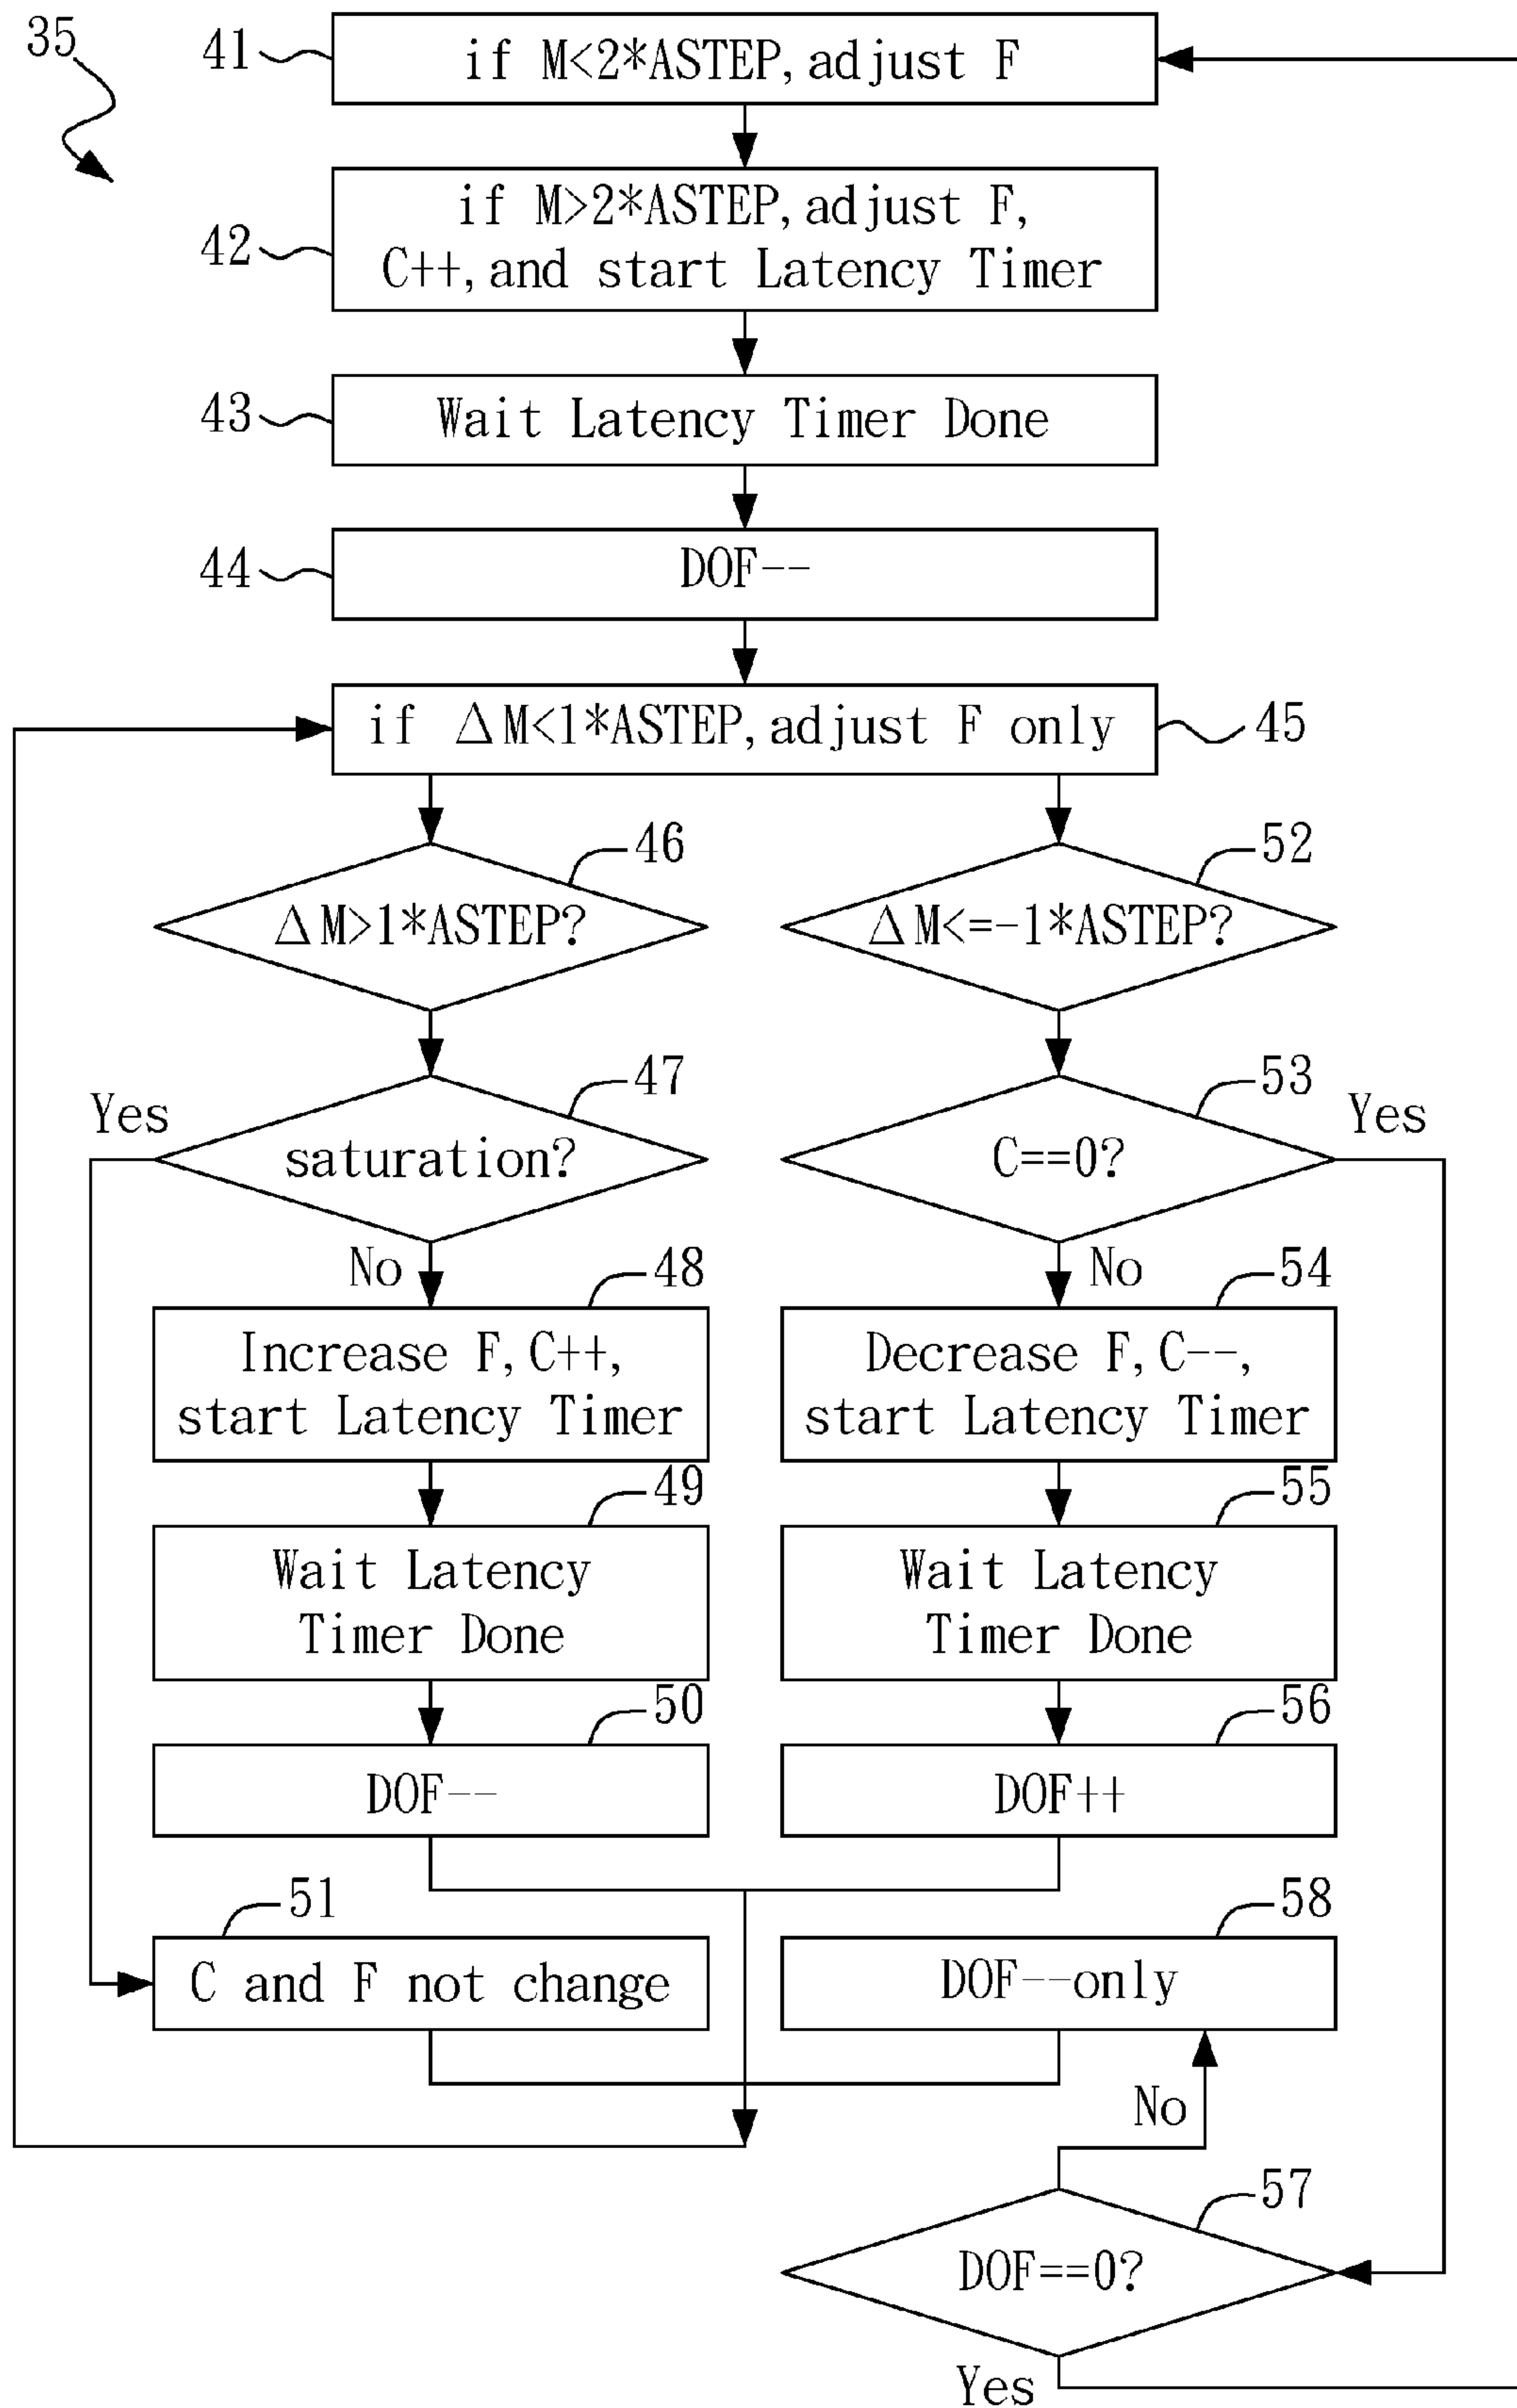 35
41
if M<2*ASTEP, adjust F
42
if M>2*ASTEP, adjust F,
C++, and start Latency Timer
43
Wait Latency Timer Done
44
DOF--
if ΔM<1*ASTEP, adjust F only
45
46
ΔM>1*ASTEP?
52
ΔM<=-1*ASTEP?
47
Yes
saturation?
No
53
Yes
C==0?
No
48
Increase F, C++,
start Latency Timer
54
Decrease F, C--,
start Latency Timer
49
Wait Latency
Timer Done
55
Wait Latency
Timer Done
50
DOF--
56
DOF++
51
C and F not change
58
DOF--only
No
57
DOF==0?
Yes